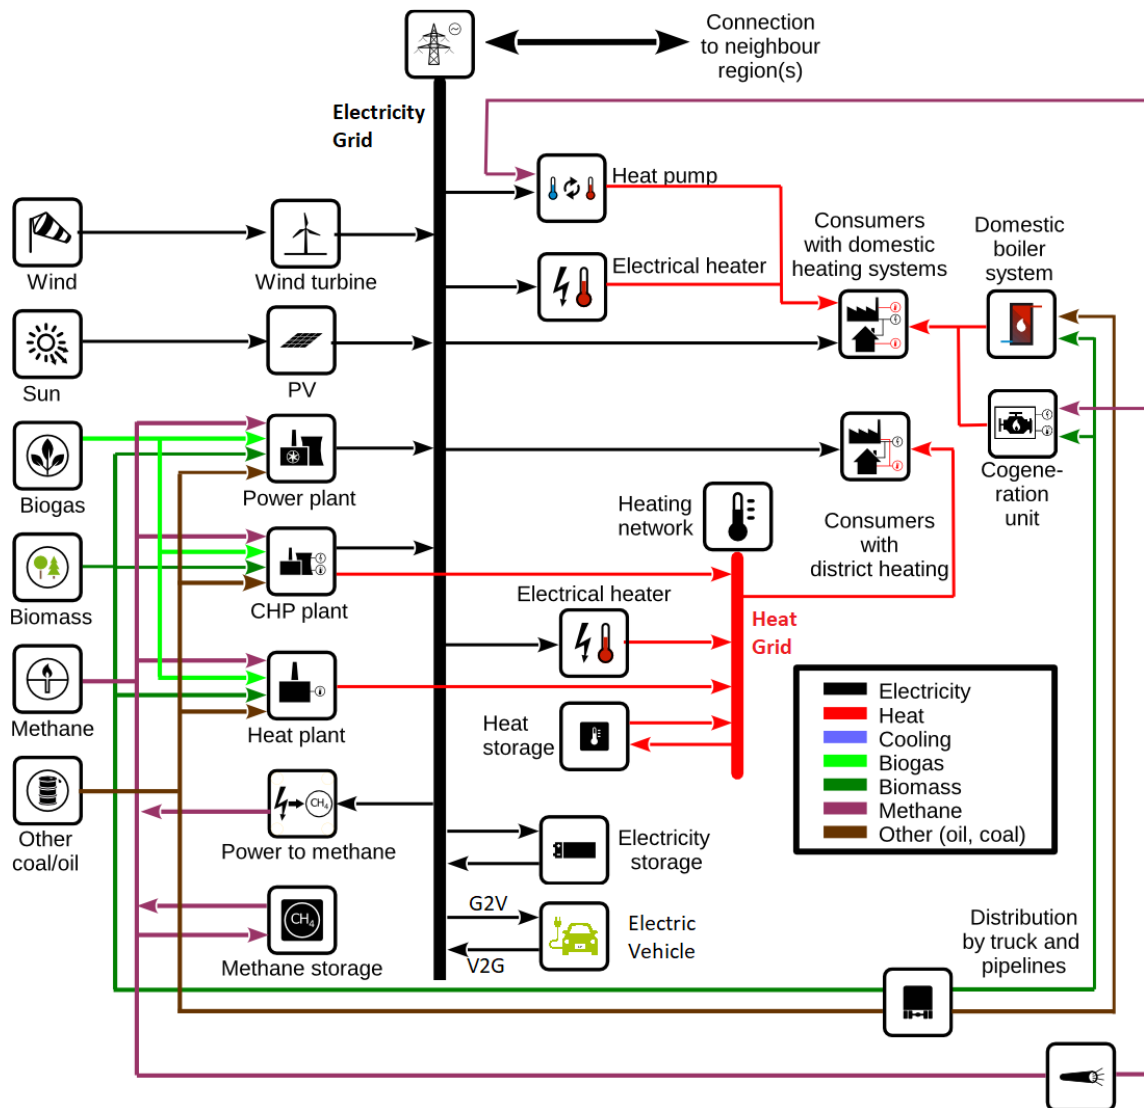 Connection
to neighbour
region(s)
Electricity
Grid
Heat pump
Electrical heater
Consumers
with domestic
heating systems
Domestic
boiler
system
Wind
Wind turbine
Sun
PV
Biogas
Power plant
Heating
network
Cogene-
ration
unit
Consumers
with
district heating
Biomass
CHP plant
Electrical heater
Heat
Grid
Methane
Heat plant
Heat
storage
Electricity
Heat
Cooling
Biogas
Biomass
Methane
Other (oil, coal)
Other
coal/oil
CH4
Power to methane
Electricity
storage
CH4
Methane storage
G2V
V2G
Electric
Vehicle
Distribution
by truck and
pipelines